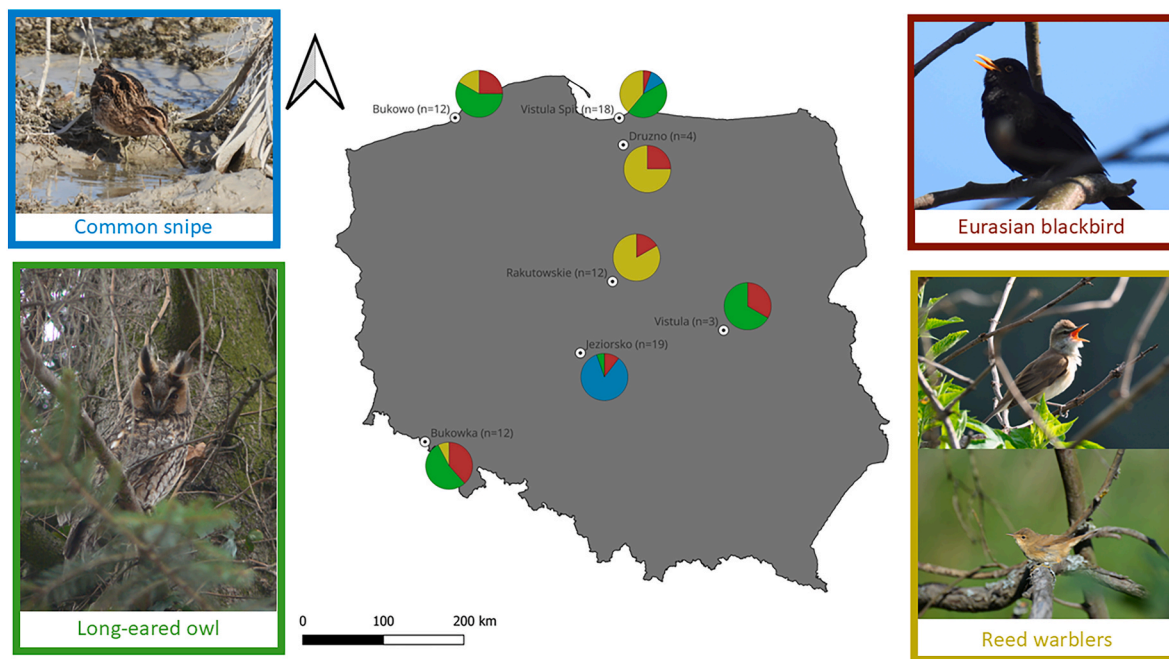 Common snipe
Long-eared owl
Bukowo (n=12)
Vistula Spit (n=18)
Druzno (n=4)
Rakutowskie (n=12)
Vistula (n=3)
Jeziorsko (n=19)
Bukowka (n=12)
0 100 200 km
Eurasian blackbird
Reed warblers